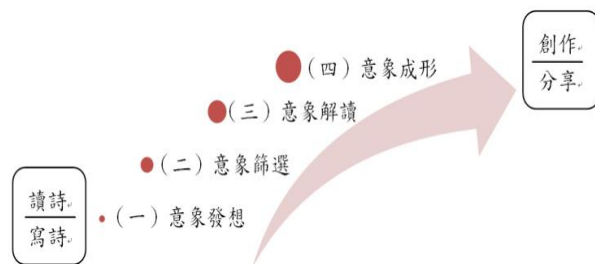 創作
分享
(四)意象成形
(三)意象解讀
(二)意象篩選
(一)意象發想
讀詩
寫詩